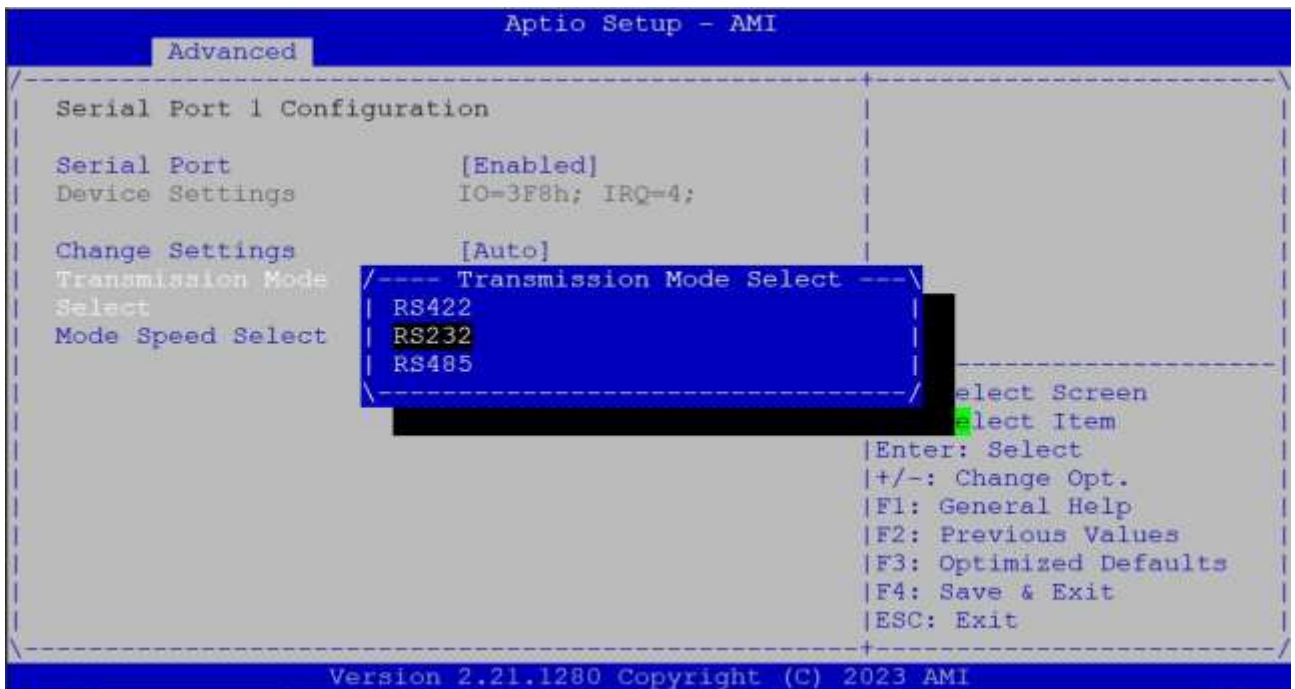 Aptio Setup - AMI
Advanced
Serial Port 1 Configuration
Serial Port [Enabled]
Device Settings IO=3F8h; IRQ=4;
Change Settings [Auto]
Transmission Mode
Select
Mode Speed Select
/---- Transmission Mode Select ---\
RS422
RS232
RS485
elect Screen
elect Item
Enter: Select
+/-: Change Opt.
F1: General Help
F2: Previous Values
F3: Optimized Defaults
F4: Save & Exit
ESC: Exit
Version 2.21.1280 Copyright (C) 2023 AMI